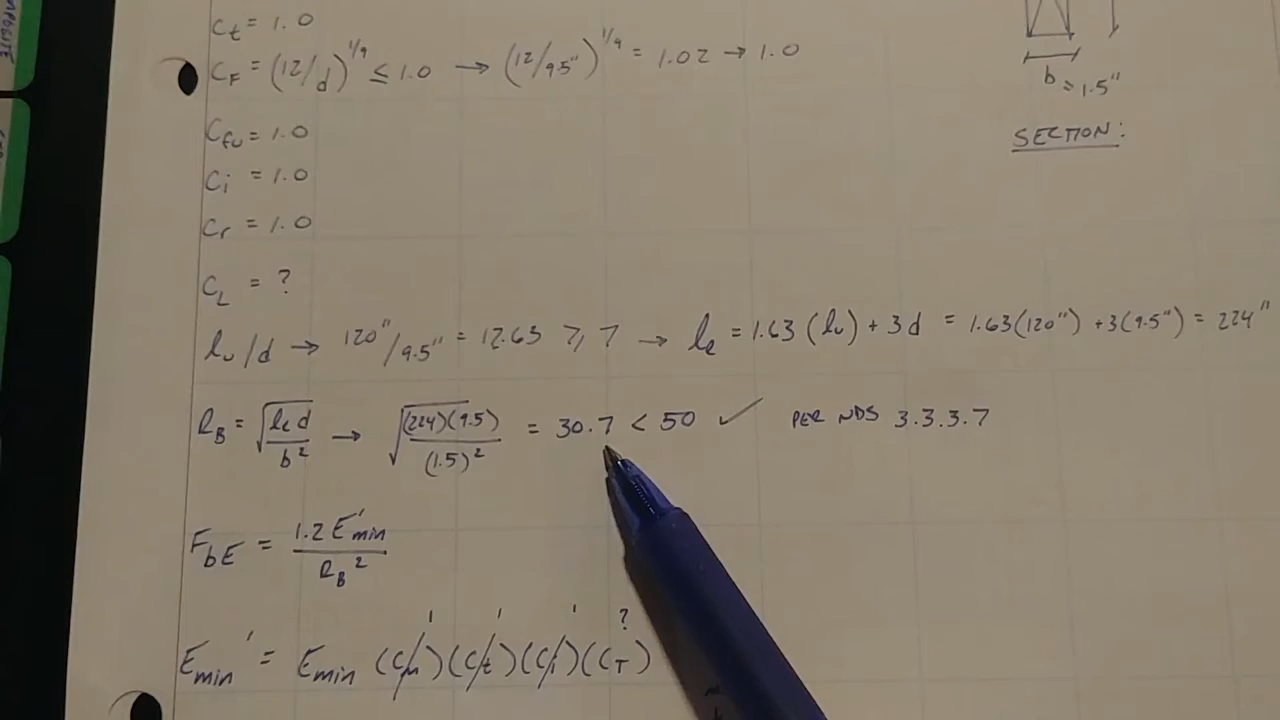 Ct = 1.0
CF = (12/d)^1/9 ≤ 1.0 → (12/9.5")^1/9 = 1.02 → 1.0
b = 1.5"
Cfu = 1.0
SECTION:
Ci = 1.0
Cr = 1.0
CL = ?
lu/d → 120"/9.5" = 12.63 ≥ 7 → le = 1.63(lu) + 3d = 1.63(120") + 3(9.5") = 224"
RB = √(le d / b²) → √((224)(9.5) / (1.5)²) = 30.7 < 50 ✓ PER NDS 3.3.3.7
FbE = 1.2 E'min / RB²
1 1 1 ?
Emin' = Emin (CM)(Ct)(Ci)(CT)